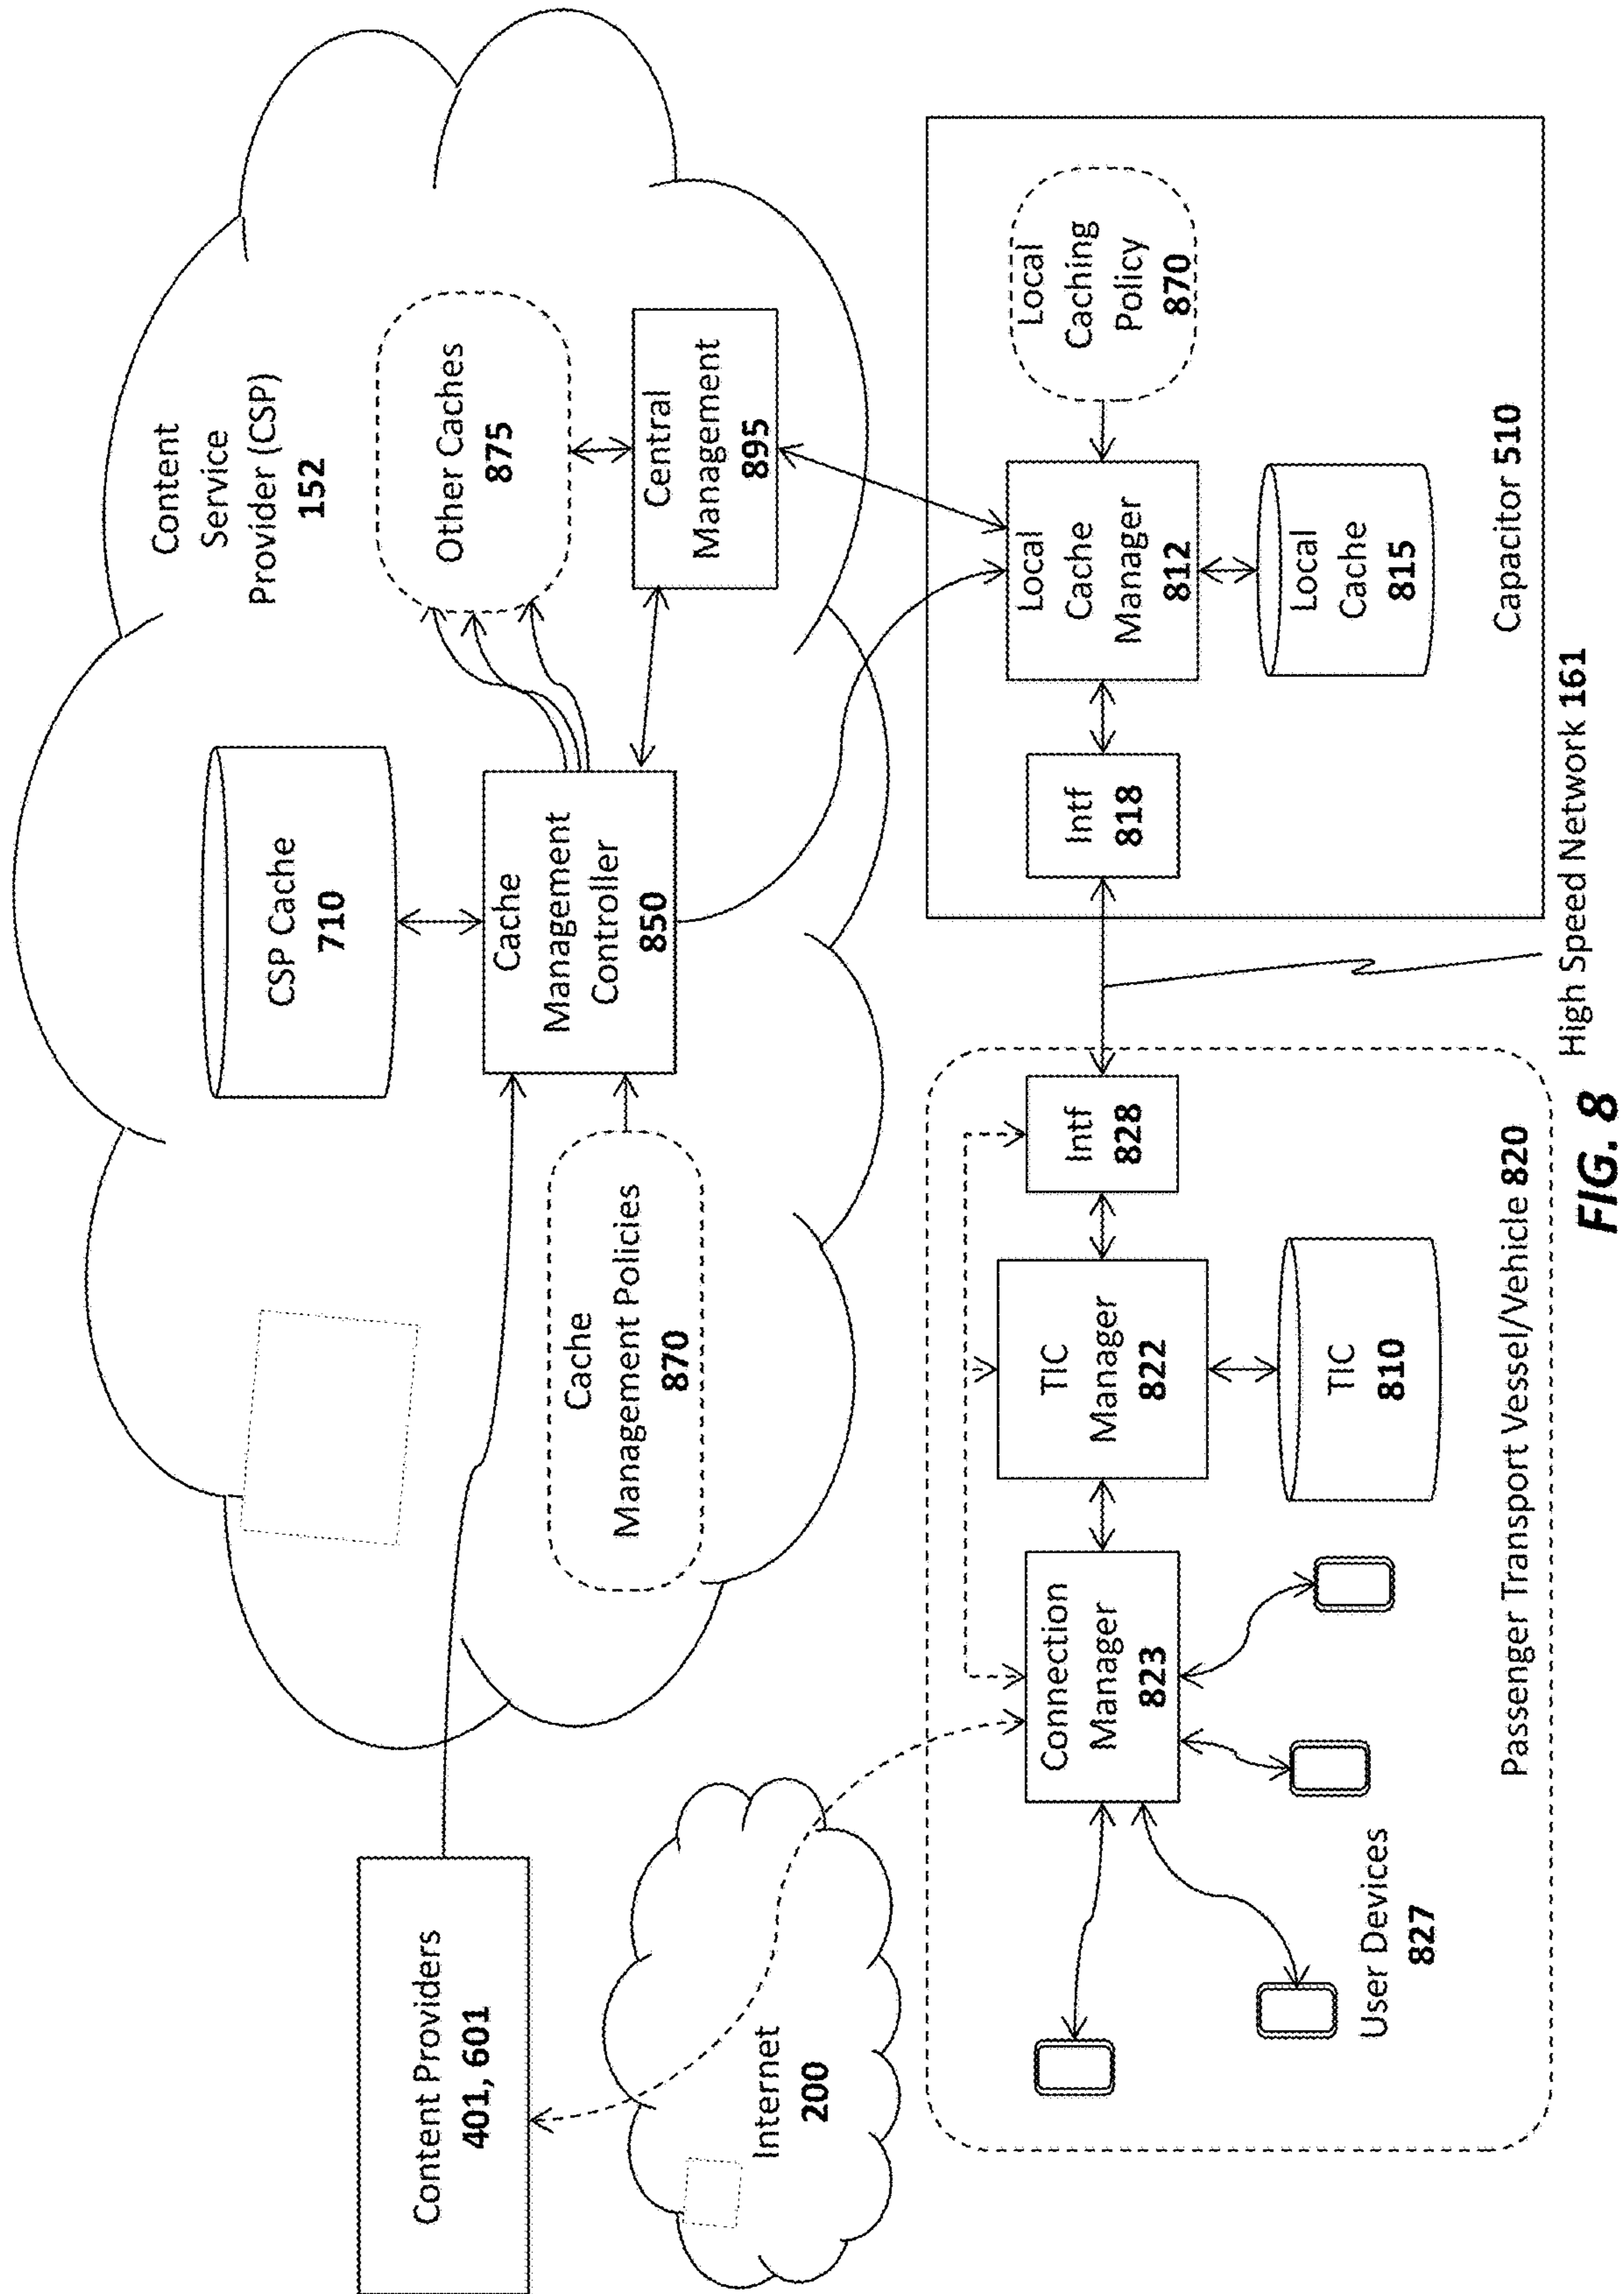 Content
Service
Provider (CSP)
152
CSP Cache
710
Other Caches
875
Cache
Management
Controller
850
Central
Management
895
Cache
Management Policies
870
Content Providers
401, 601
Internet
200
Connection
Manager
823
TIC
Manager
822
Intf
828
TIC
810
User Devices
827
Passenger Transport Vessel/Vehicle 820
Intf
818
Local
Cache
Manager
812
Local
Caching
Policy
870
Local
Cache
815
Capacitor 510
High Speed Network 161
FIG. 8